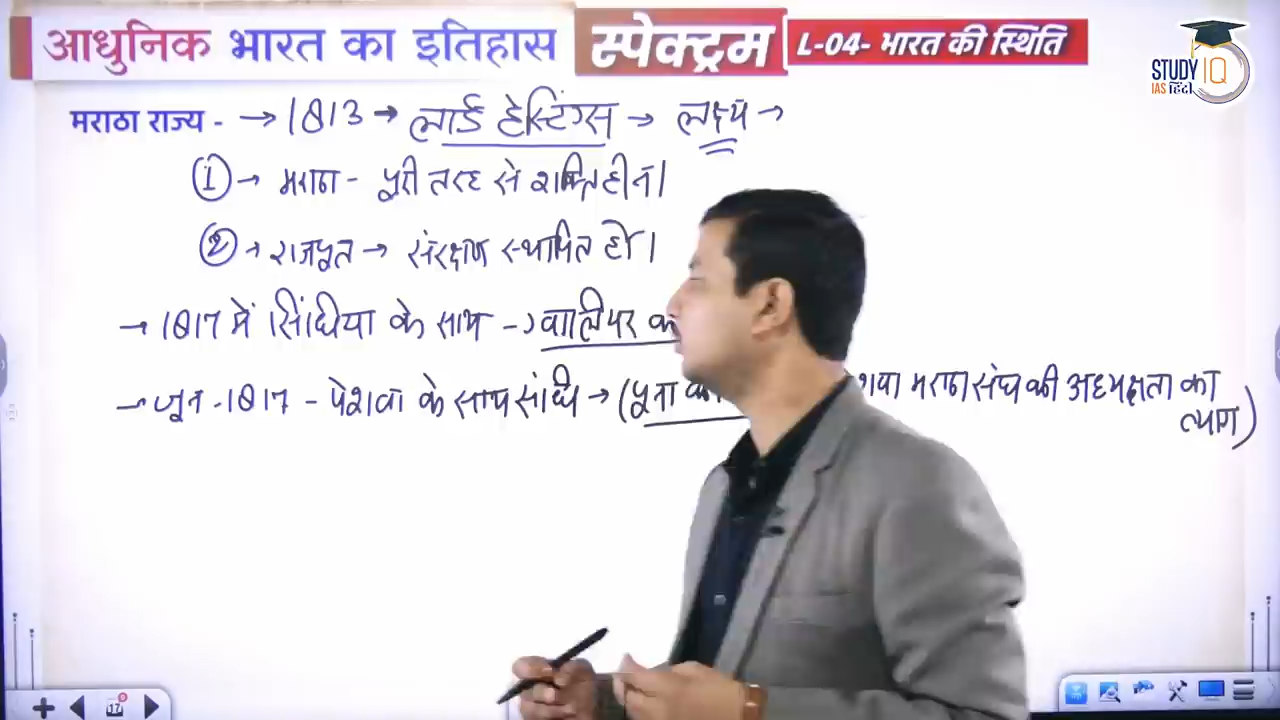 आधुनिक भारत का इतिहास स्पेक्ट्रम L-04- भारत की स्थिति
STUDY IQ
IAS हिंदी
मराठा राज्य - → 1813 → लार्ड हेस्टिंग्स → लक्ष्य →
① → मराठा - पूरी तरह से शक्तिहीन।
② → राजपूत → संरक्षण स्थापित हो।
→ 1817 में सिंधिया के साथ - ग्वालियर
→ जून - 1817 - पेशवा के साथ संधि → (पूना मराठा संघ की अध्यक्षता का
त्याग)
17